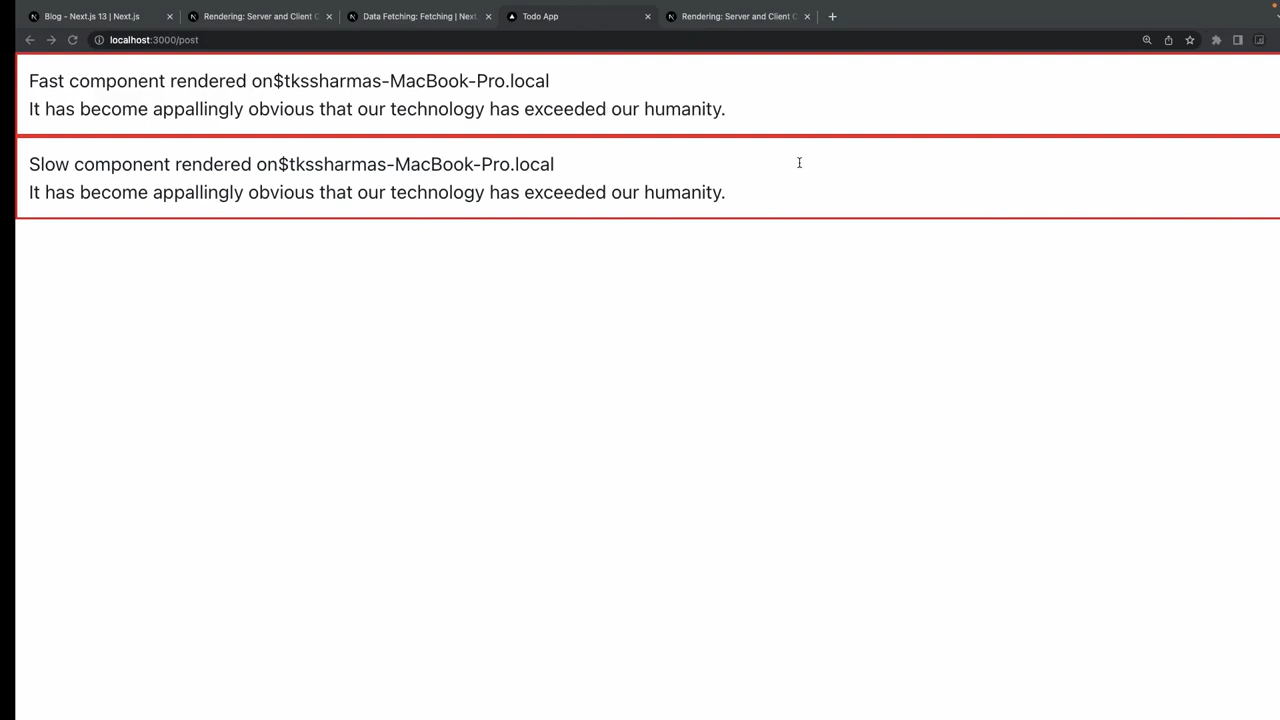 Blog - Next.js 13 | Next.js
Rendering: Server and Client C
Data Fetching: Fetching | Next.
Todo App
Rendering: Server and Client C
localhost:3000/post
Fast component rendered on$tkssharmas-MacBook-Pro.local
It has become appallingly obvious that our technology has exceeded our humanity.
Slow component rendered on$tkssharmas-MacBook-Pro.local
It has become appallingly obvious that our technology has exceeded our humanity.